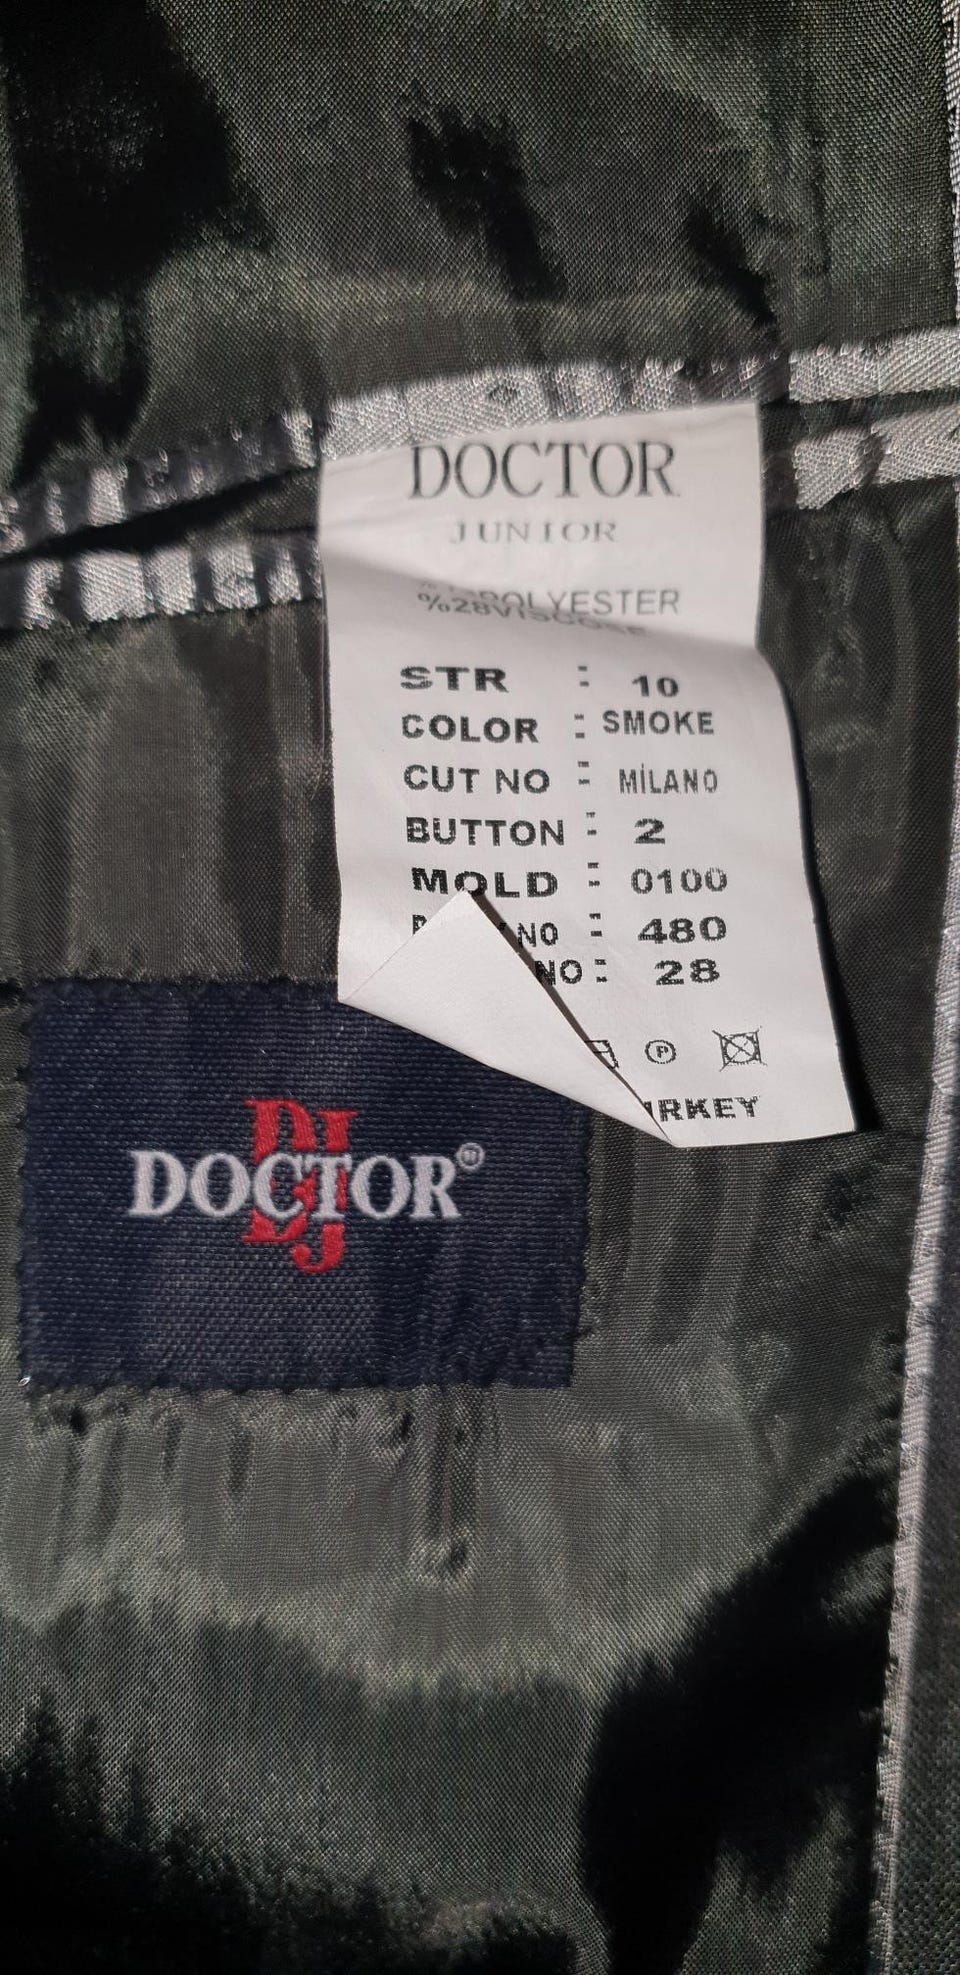 DOCTOR
JUNIOR
POLYESTER
%28VISCOSE
STR : 10
COLOR : SMOKE
CUT NO : MİLANO
BUTTON : 2
MOLD : 0100
NO : 480
NO : 28
P
DJ
DOCTOR®